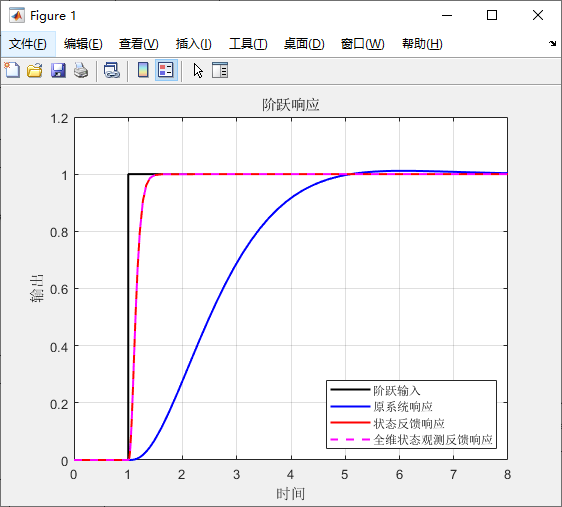 Figure 1
文件(F) 编辑(E) 查看(V) 插入(I) 工具(T) 桌面(D) 窗口(W) 帮助(H)
阶跃响应
1.2
1
0.8
0.6
0.4
0.2
0
输出
阶跃输入
原系统响应
状态反馈响应
全维状态观测反馈响应
0 1 2 3 4 5 6 7 8
时间